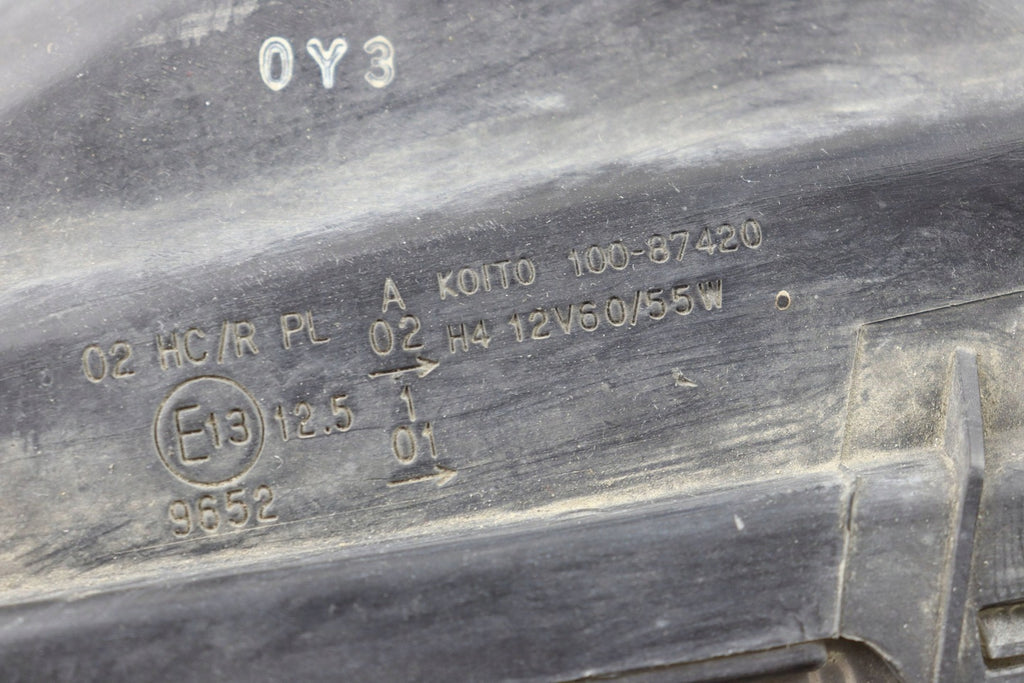 0Y3
A KOITO 100-87420
02 HC/R PL 02 H4 12V60/55W
→
E13 12.5 1
01
→
9652